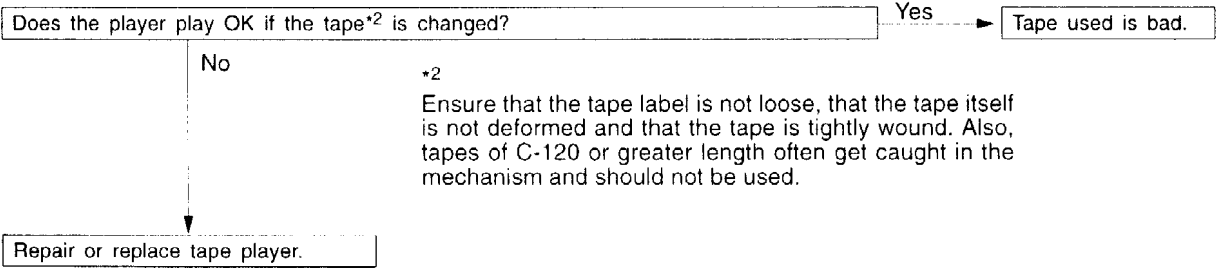 Does the player play OK if the tape*2 is changed?
Yes
Tape used is bad.
No
*2
Ensure that the tape label is not loose, that the tape itself
is not deformed and that the tape is tightly wound. Also,
tapes of C-120 or greater length often get caught in the
mechanism and should not be used.
Repair or replace tape player.